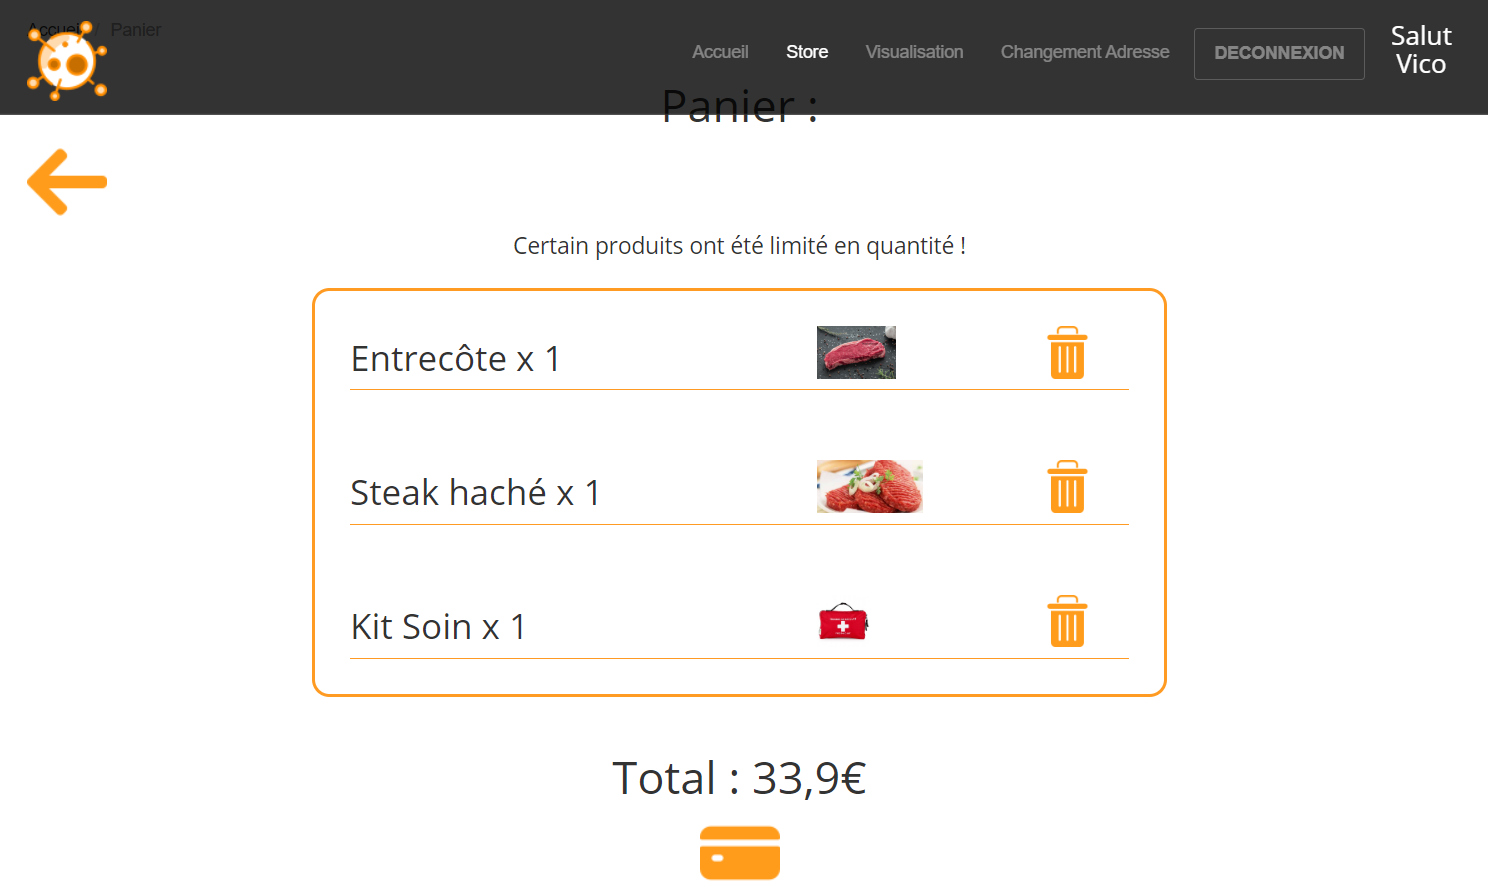 Accueil / Panier
Accueil
Store
Visualisation
Changement Adresse
DECONNEXION
Salut
Vico
Panier :
Certain produits ont été limité en quantité !
Entrecôte x 1
Steak haché x 1
Kit Soin x 1
Total : 33,9€